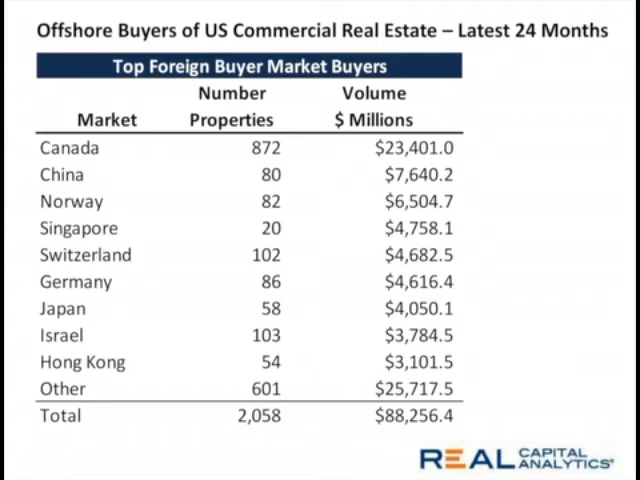 Offshore Buyers of US Commercial Real Estate – Latest 24 Months
Top Foreign Buyer Market Buyers
Number Volume
Market Properties $ Millions
Canada 872 $23,401.0
China 80 $7,640.2
Norway 82 $6,504.7
Singapore 20 $4,758.1
Switzerland 102 $4,682.5
Germany 86 $4,616.4
Japan 58 $4,050.1
Israel 103 $3,784.5
Hong Kong 54 $3,101.5
Other 601 $25,717.5
Total 2,058 $88,256.4
REAL CAPITAL
ANALYTICS